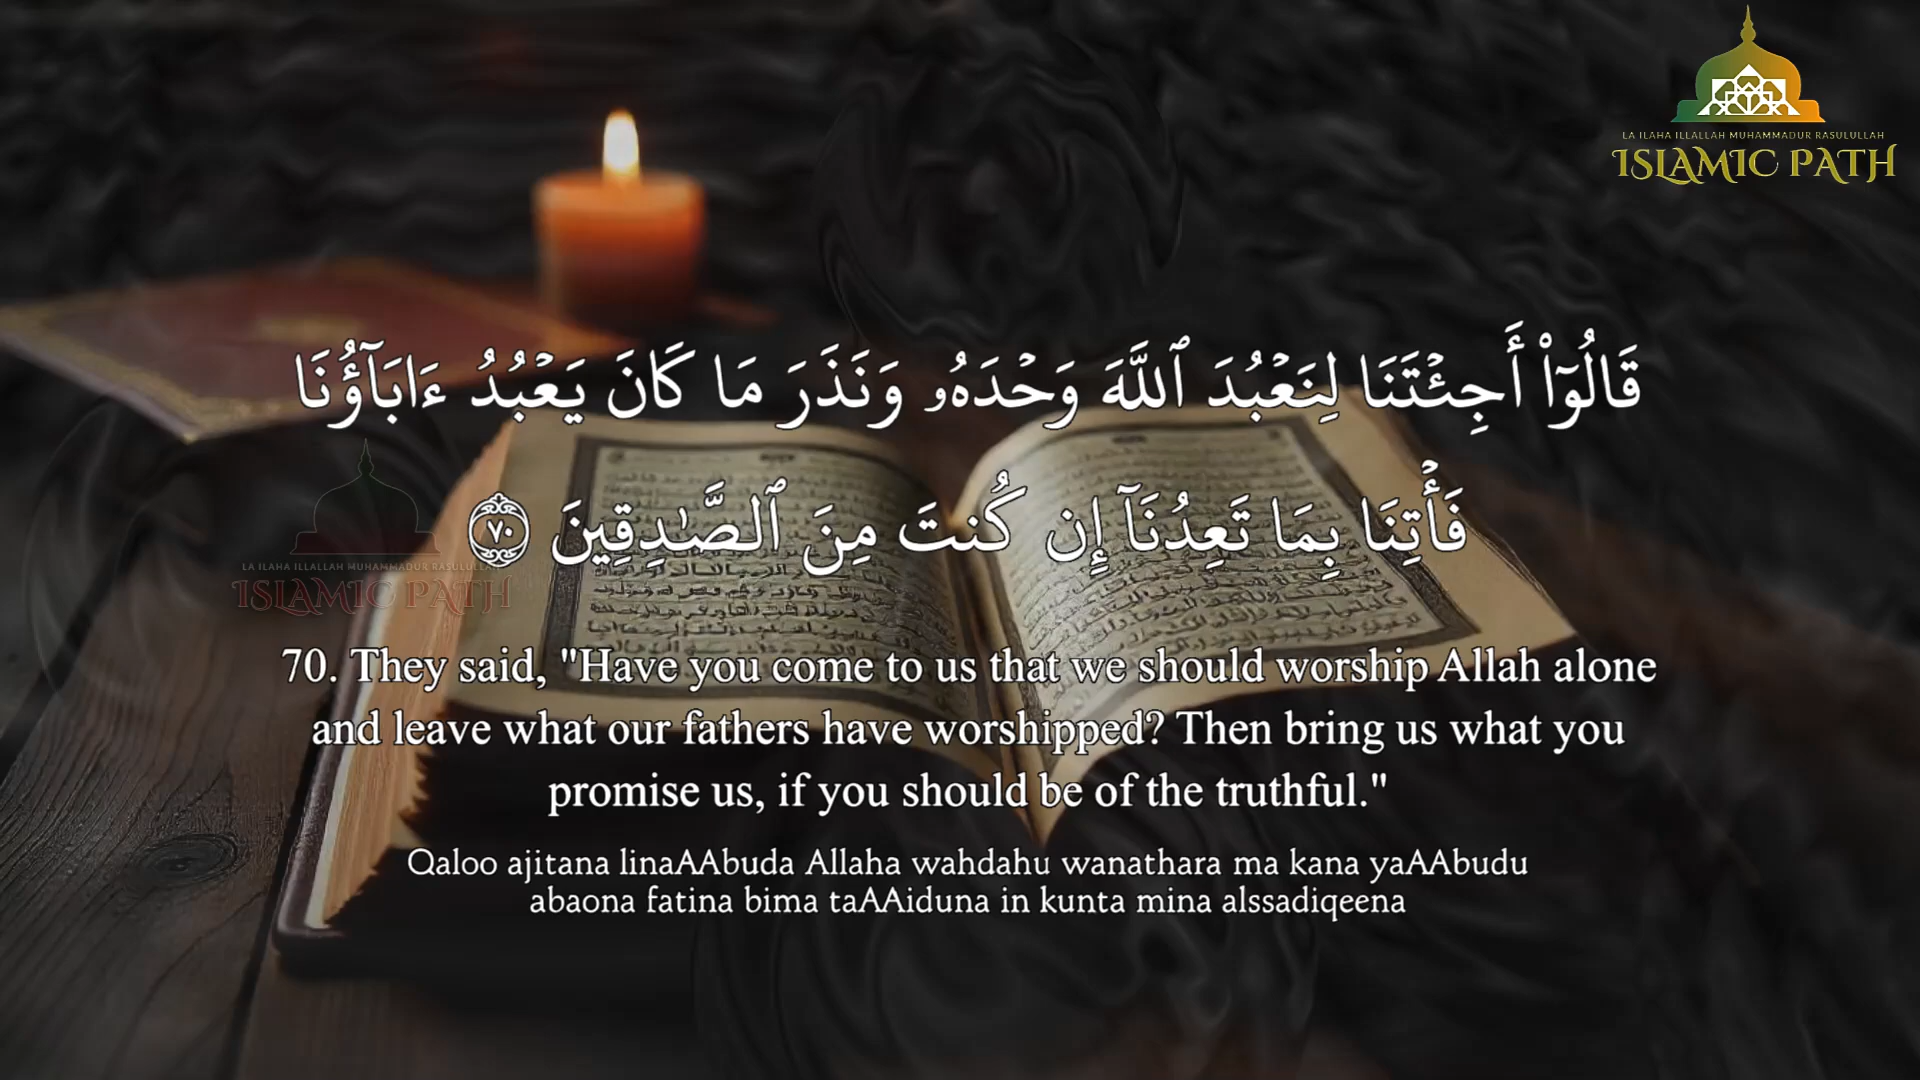 LA ILAHA ILLALLAH MUHAMMADUR RASULULLAH
ISLAMIC PATH
قَالُوٓا۟ أَجِئْتَنَا لِنَعْبُدَ ٱللَّهَ وَحْدَهُۥ وَنَذَرَ مَا كَانَ يَعْبُدُ ءَابَآؤُنَا
فَأْتِنَا بِمَا تَعِدُنَآ إِن كُنتَ مِنَ ٱلصَّـٰدِقِينَ ٧٠
LA ILAHA ILLALLAH MUHAMMADUR RASULULLAH
ISLAMIC PATH
70. They said, "Have you come to us that we should worship Allah alone
and leave what our fathers have worshipped? Then bring us what you
promise us, if you should be of the truthful."
Qaloo ajitana linaAAbuda Allaha wahdahu wanathara ma kana yaAAbudu
abaona fatina bima taAAiduna in kunta mina alssadiqeena